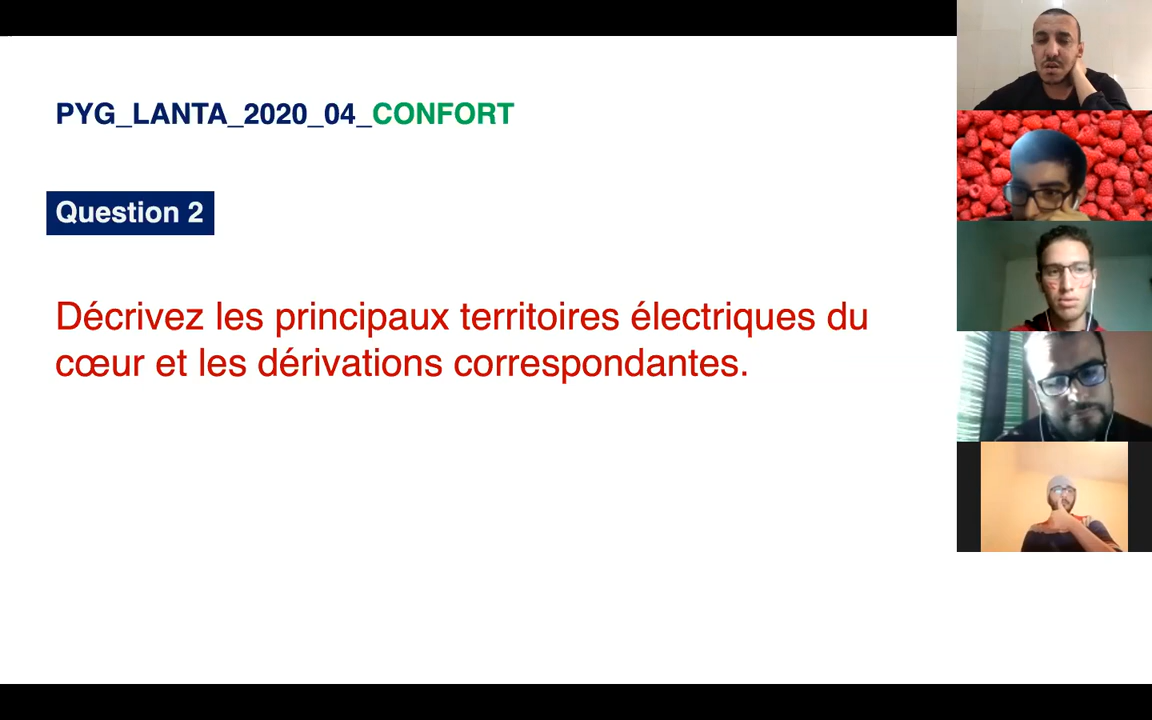 PYG_LANTA_2020_04_CONFORT
Question 2
Décrivez les principaux territoires électriques du
cœur et les dérivations correspondantes.